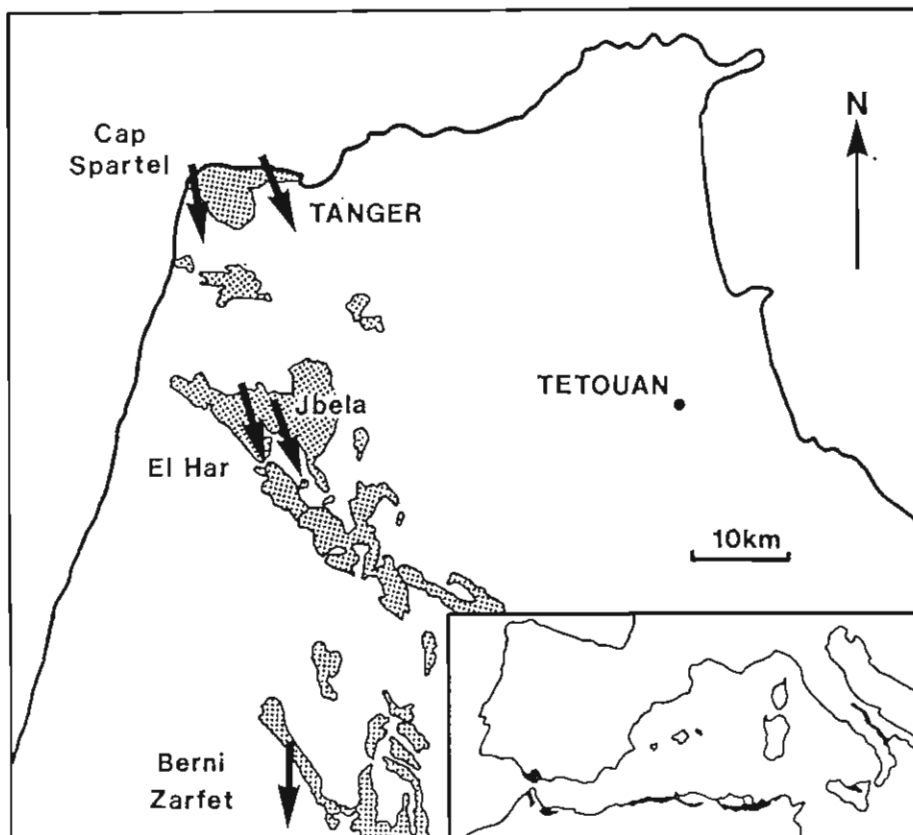 Cap
Spartel
N
TANGER
TETOUAN
Jbela
El Har
10km
Berni
Zarfet